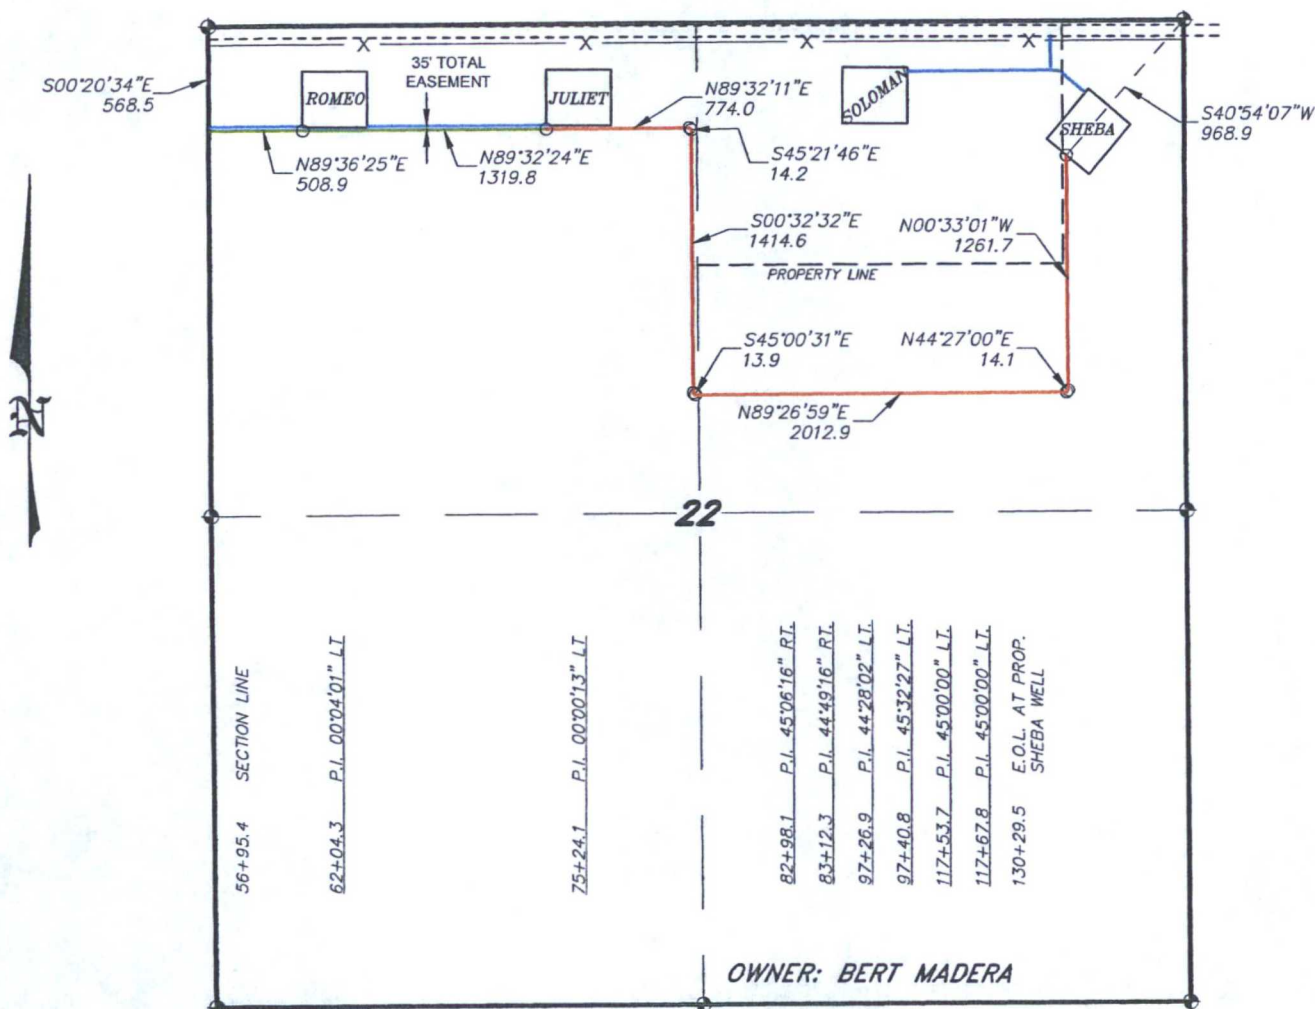 S00°20'34"E
568.5
35' TOTAL
EASEMENT
ROMEO
JULIET
N89°32'11"E
774.0
SOLOMAN
SHEBA
S40°54'07"W
968.9
N89°36'25"E
508.9
N89°32'24"E
1319.8
S45°21'46"E
14.2
S00°32'32"E
1414.6
N00°33'01"W
1261.7
PROPERTY LINE
S45°00'31"E
13.9
N44°27'00"E
14.1
N89°26'59"E
2012.9
N
22
56+95.4 SECTION LINE
62+04.3 P.I. 00°04'01" LT
75+24.1 P.I. 00°00'13" LT
82+98.1 P.I. 45°06'16" RT.
83+12.3 P.I. 44°49'16" RT.
97+26.9 P.I. 44°28'02" LT.
97+40.8 P.I. 45°32'27" LT.
117+53.7 P.I. 45°00'00" LT.
117+67.8 P.I. 45°00'00" LT.
130+29.5 E.O.L. AT PROP.
SHEBA WELL
OWNER: BERT MADERA